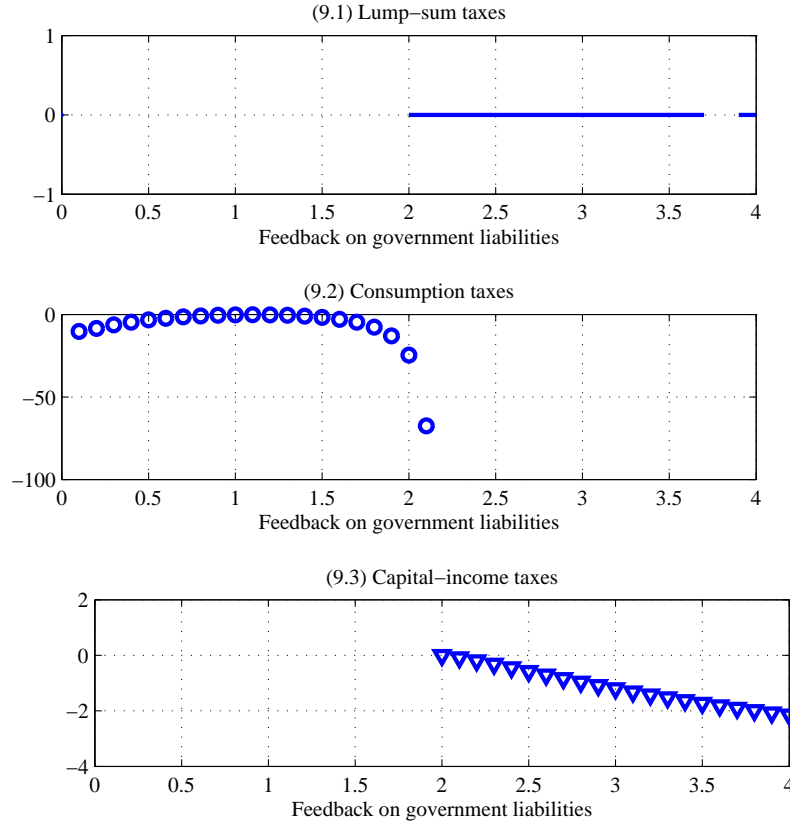 (9.1) Lump−sum taxes
1
0
−1
0 0.5 1 1.5 2 2.5 3 3.5 4
Feedback on government liabilities
(9.2) Consumption taxes
0
−50
−100
0 0.5 1 1.5 2 2.5 3 3.5 4
Feedback on government liabilities
(9.3) Capital−income taxes
2
0
−2
−4
0 0.5 1 1.5 2 2.5 3 3.5 4
Feedback on government liabilities